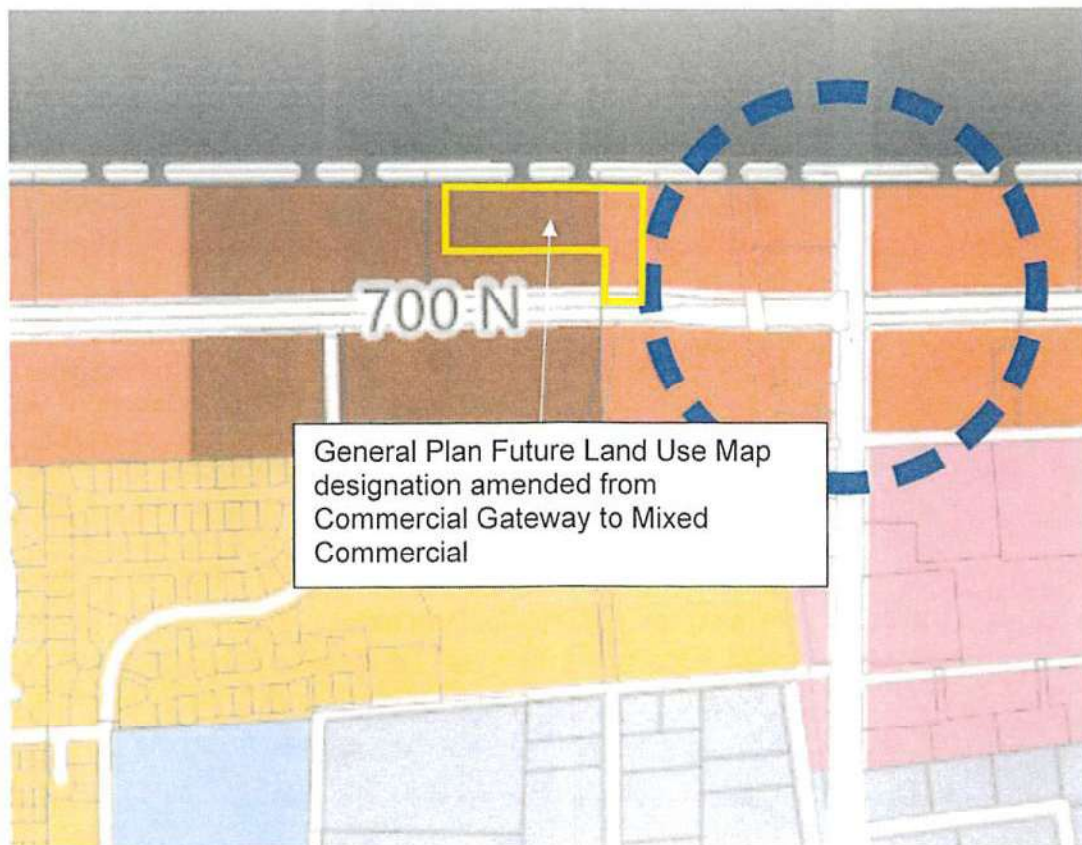 700 N
General Plan Future Land Use Map
designation amended from
Commercial Gateway to Mixed
Commercial